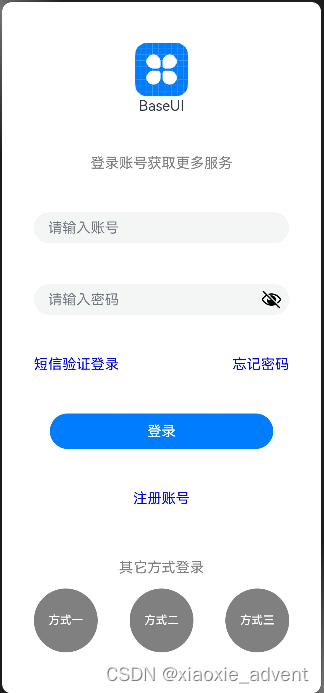 BaseUI
登录账号获取更多服务
请输入账号
请输入密码
短信验证登录 忘记密码
登录
注册账号
其它方式登录
方式一 方式二 方式三
CSDN @xiaoxie_advent